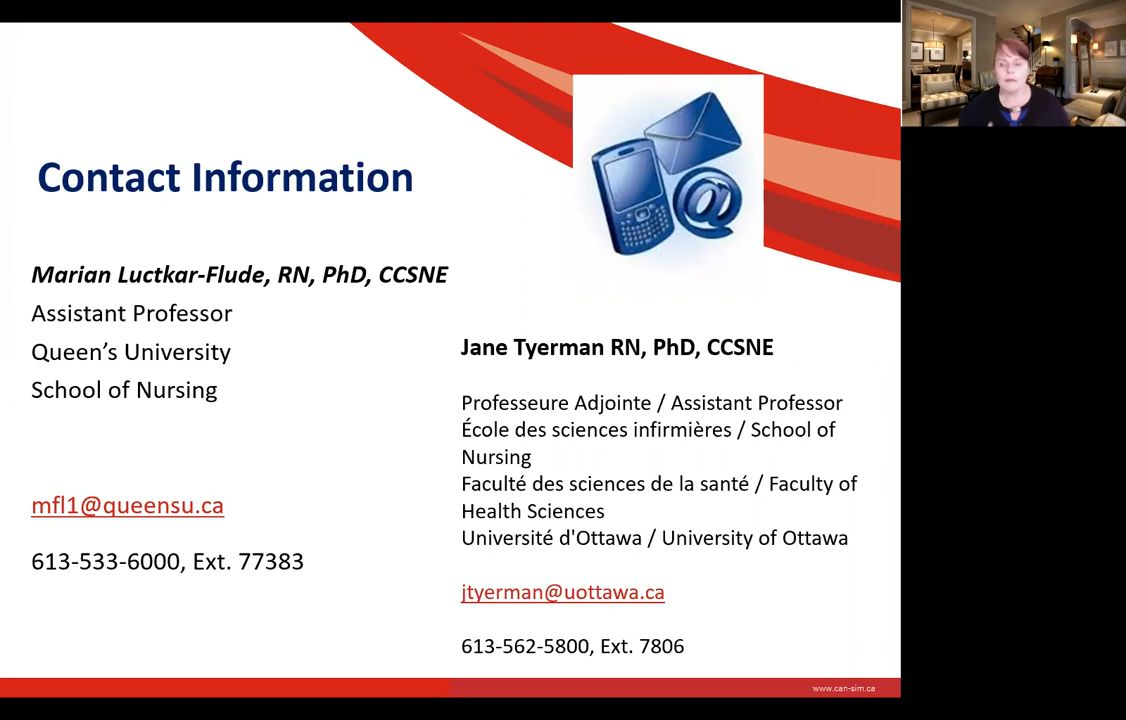 Contact Information
Marian Luctkar-Flude, RN, PhD, CCSNE
Assistant Professor
Queen’s University
School of Nursing
mfl1@queensu.ca
613-533-6000, Ext. 77383
Jane Tyerman RN, PhD, CCSNE
Professeure Adjointe / Assistant Professor
École des sciences infirmières / School of
Nursing
Faculté des sciences de la santé / Faculty of
Health Sciences
Université d'Ottawa / University of Ottawa
jtyerman@uottawa.ca
613-562-5800, Ext. 7806
www.can-sim.ca